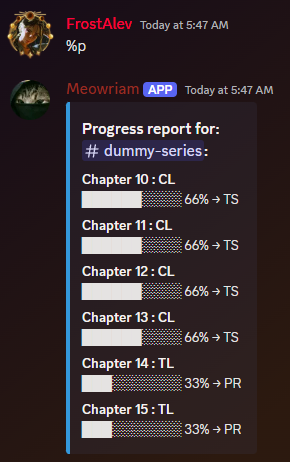 FrostAlev Today at 5:47 AM
%p
Meowriam APP Today at 5:47 AM
Progress report for:
# dummy-series:
Chapter 10 : CL
██████░░░░ 66% → TS
Chapter 11 : CL
██████░░░░ 66% → TS
Chapter 12 : CL
██████░░░░ 66% → TS
Chapter 13 : CL
██████░░░░ 66% → TS
Chapter 14 : TL
███░░░░░░░ 33% → PR
Chapter 15 : TL
███░░░░░░░ 33% → PR